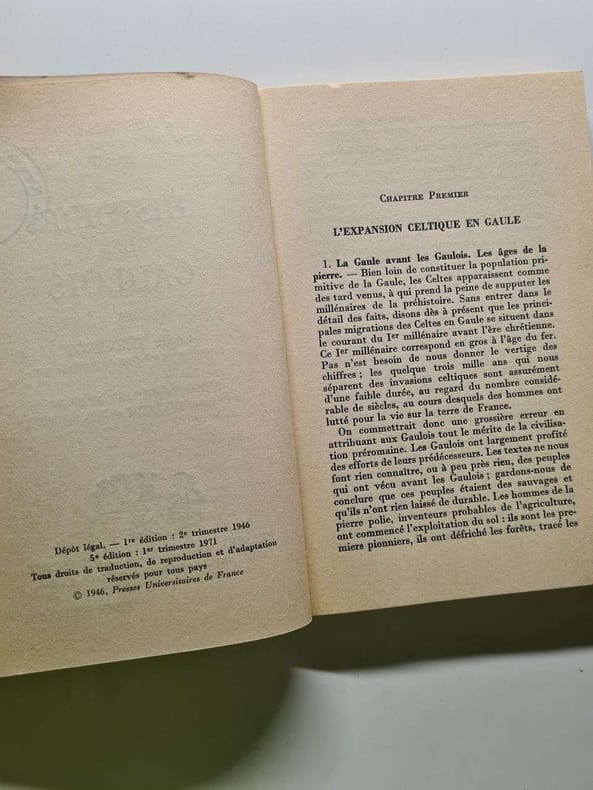 Dépôt légal. — 1re édition : 2e trimestre 1946
5e édition : 1er trimestre 1971
Tous droits de traduction, de reproduction et d'adaptation
réservés pour tous pays
© 1946, Presses Universitaires de France
Chapitre Premier
L'EXPANSION CELTIQUE EN GAULE
1. La Gaule avant les Gaulois. Les âges de la
pierre. — Bien loin de constituer la population pri-
mitive de la Gaule, les Celtes apparaissent comme
des tard venus, à qui prend la peine de supputer les
millénaires de la préhistoire. Sans entrer dans le
détail des faits, disons dès à présent que les princi-
pales migrations des Celtes en Gaule se situent dans
le courant du Ier millénaire avant l'ère chrétienne.
Ce Ier millénaire correspond en gros à l'âge du fer.
Pas n'est besoin de nous donner le vertige des
chiffres ; les quelque trois mille ans qui nous
séparent des invasions celtiques sont assurément
d'une faible durée, au regard du nombre considé-
rable de siècles, au cours desquels des hommes ont
lutté pour la vie sur la terre de France.
On commettrait donc une grossière erreur en
attribuant aux Gaulois tout le mérite de la civilisa-
tion préromaine. Les Gaulois ont largement profité
des efforts de leurs prédécesseurs. Les textes ne nous
font rien connaître, ou à peu près rien, des peuples
qui ont vécu avant les Gaulois ; gardons-nous de
conclure que ces peuples étaient des sauvages et
qu'ils n'ont rien laissé de durable. Les hommes de la
pierre polie, inventeurs probables de l'agriculture,
ont commencé l'exploitation du sol : ils sont les pre-
miers pionniers, ils ont défriché les forêts, tracé les